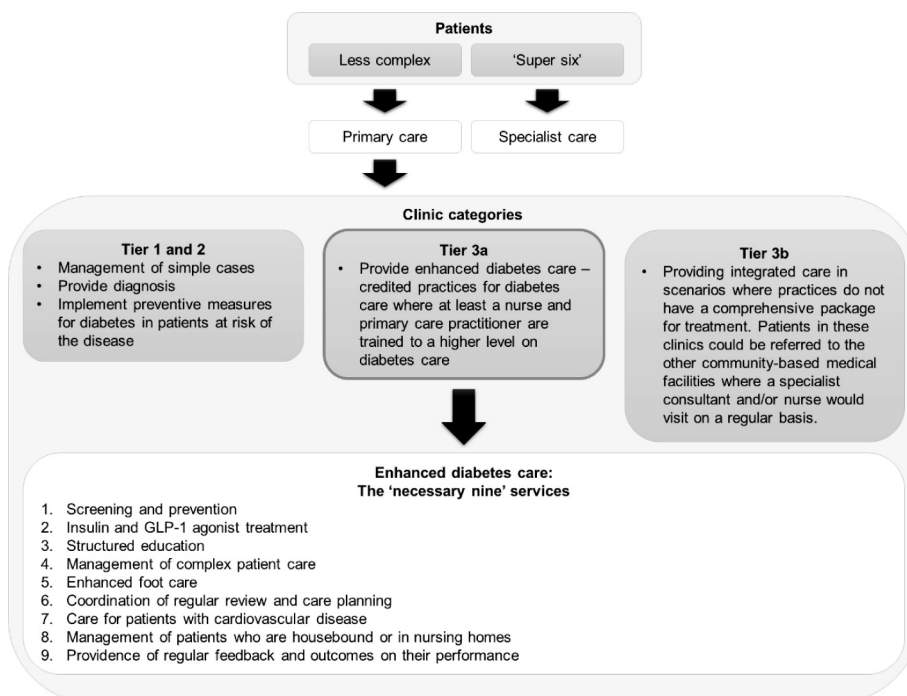 Patients
Less complex
‘Super six’
Primary care
Specialist care
Clinic categories
Tier 1 and 2
• Management of simple cases
• Provide diagnosis
• Implement preventive measures
for diabetes in patients at risk of
the disease
Tier 3a
• Provide enhanced diabetes care –
credited practices for diabetes
care where at least a nurse and
primary care practitioner are
trained to a higher level on
diabetes care
Tier 3b
• Providing integrated care in
scenarios where practices do not
have a comprehensive package
for treatment. Patients in these
clinics could be referred to the
other community-based medical
facilities where a specialist
consultant and/or nurse would
visit on a regular basis.
Enhanced diabetes care:
The ‘necessary nine’ services
1. Screening and prevention
2. Insulin and GLP-1 agonist treatment
3. Structured education
4. Management of complex patient care
5. Enhanced foot care
6. Coordination of regular review and care planning
7. Care for patients with cardiovascular disease
8. Management of patients who are housebound or in nursing homes
9. Providence of regular feedback and outcomes on their performance